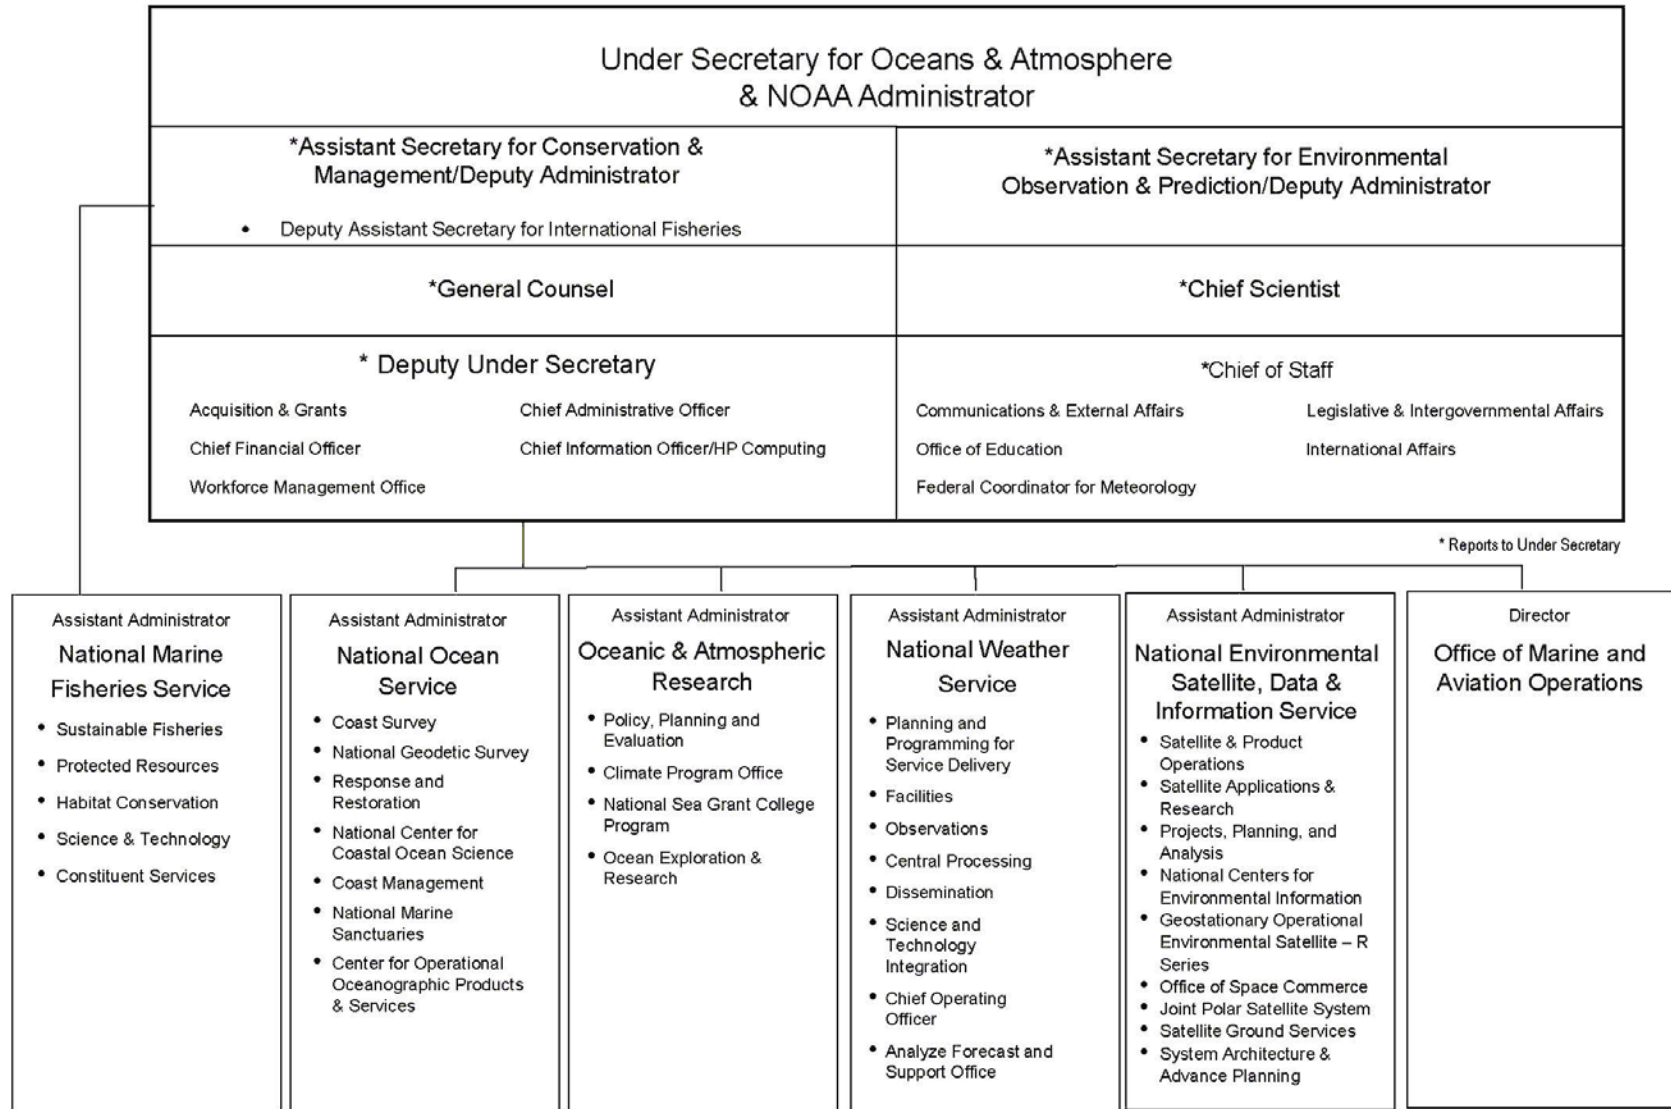 Under Secretary for Oceans & Atmosphere
& NOAA Administrator
*Assistant Secretary for Conservation &
Management/Deputy Administrator
• Deputy Assistant Secretary for International Fisheries
*Assistant Secretary for Environmental
Observation & Prediction/Deputy Administrator
*General Counsel
*Chief Scientist
* Deputy Under Secretary
Acquisition & Grants
Chief Administrative Officer
Chief Financial Officer
Chief Information Officer/HP Computing
Workforce Management Office
*Chief of Staff
Communications & External Affairs
Legislative & Intergovernmental Affairs
Office of Education
International Affairs
Federal Coordinator for Meteorology
* Reports to Under Secretary
Assistant Administrator
National Marine
Fisheries Service
• Sustainable Fisheries
• Protected Resources
• Habitat Conservation
• Science & Technology
• Constituent Services
Assistant Administrator
National Ocean
Service
• Coast Survey
• National Geodetic Survey
• Response and
Restoration
• National Center for
Coastal Ocean Science
• Coast Management
• National Marine
Sanctuaries
• Center for Operational
Oceanographic Products
& Services
Assistant Administrator
Oceanic & Atmospheric
Research
• Policy, Planning and
Evaluation
• Climate Program Office
• National Sea Grant College
Program
• Ocean Exploration &
Research
Assistant Administrator
National Weather
Service
• Planning and
Programming for
Service Delivery
• Facilities
• Observations
• Central Processing
• Dissemination
• Science and
Technology
Integration
• Chief Operating
Officer
• Analyze Forecast and
Support Office
Assistant Administrator
National Environmental
Satellite, Data &
Information Service
• Satellite & Product
Operations
• Satellite Applications &
Research
• Projects, Planning, and
Analysis
• National Centers for
Environmental Information
• Geostationary Operational
Environmental Satellite – R
Series
• Office of Space Commerce
• Joint Polar Satellite System
• Satellite Ground Services
• System Architecture &
Advance Planning
Director
Office of Marine and
Aviation Operations